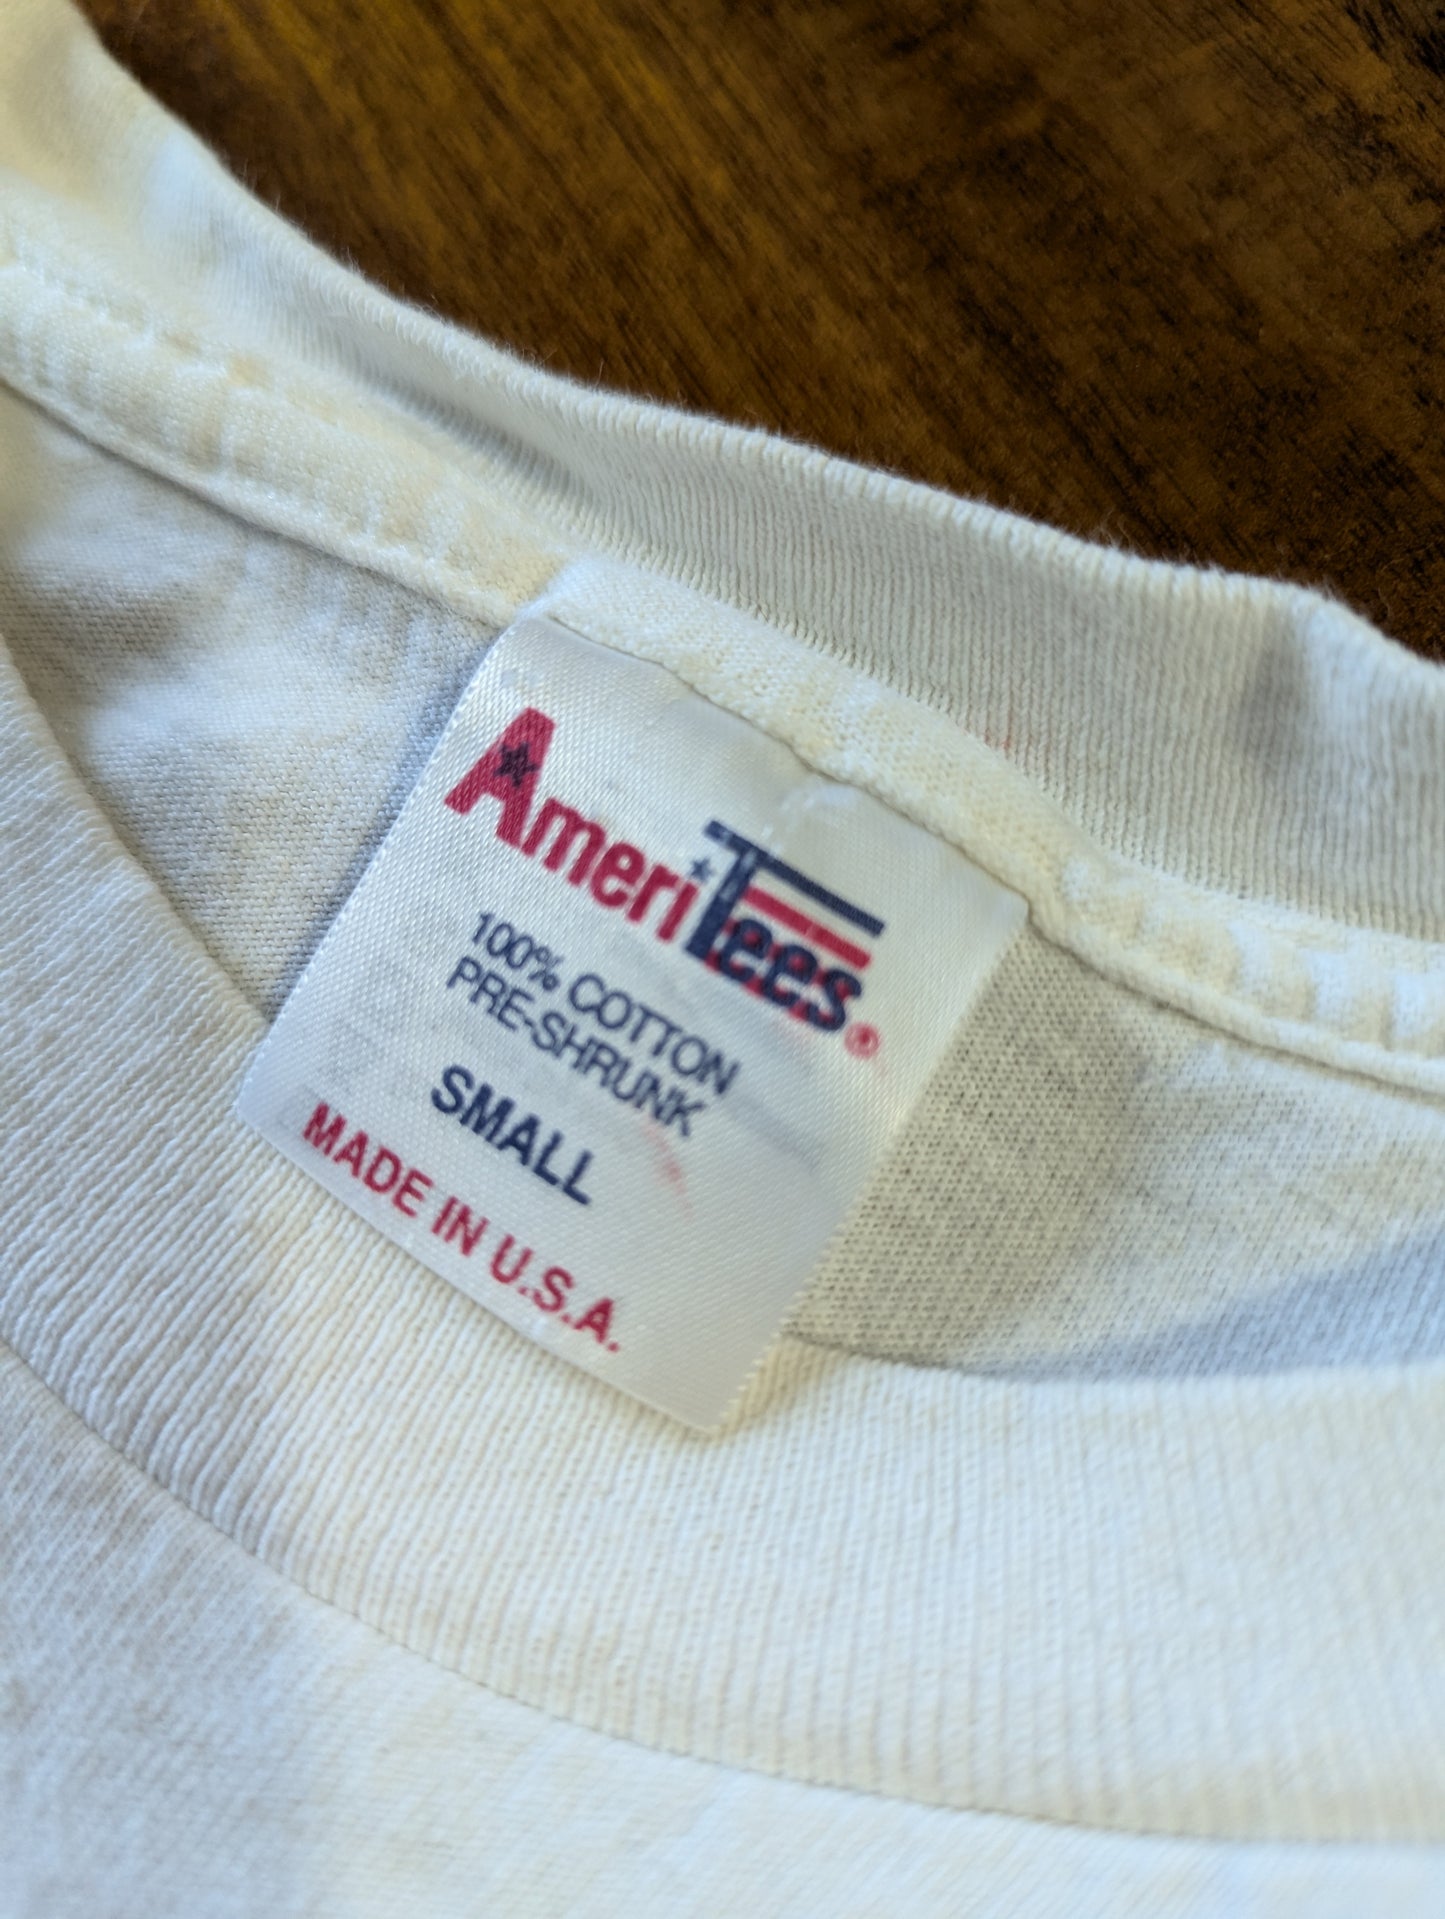 AmeriTees®
100% COTTON
PRE-SHRUNK
SMALL
MADE IN U.S.A.